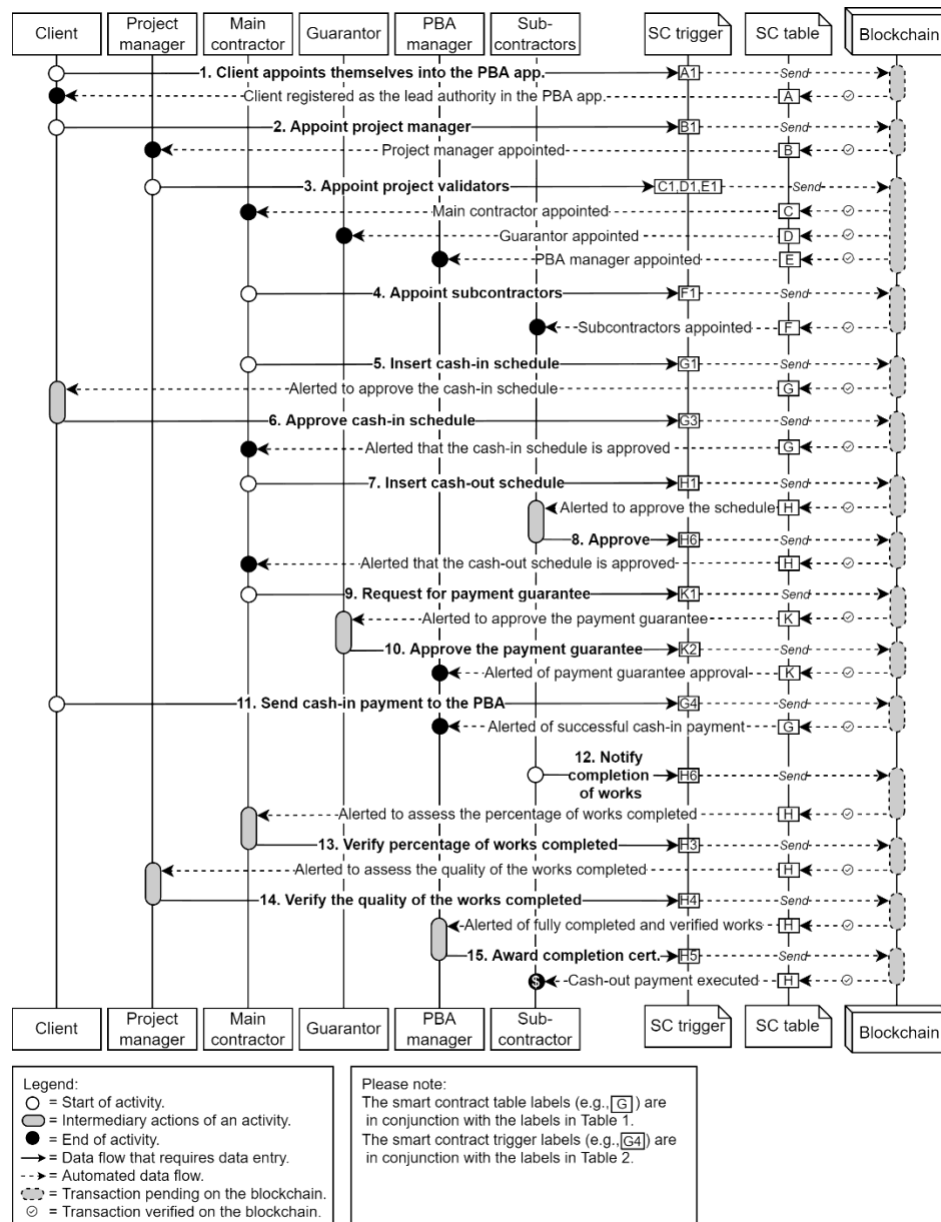 Client
Project
manager
Main
contractor
Guarantor
PBA
manager
Sub-
contractors
SC trigger
SC table
Blockchain
1. Client appoints themselves into the PBA app.
A1
Send
Client registered as the lead authority in the PBA app.
A
2. Appoint project manager
B1
Send
Project manager appointed
B
3. Appoint project validators
C1,D1,E1
Send
Main contractor appointed
C
Guarantor appointed
D
PBA manager appointed
E
4. Appoint subcontractors
F1
Send
Subcontractors appointed
F
5. Insert cash-in schedule
G1
Send
Alerted to approve the cash-in schedule
G
6. Approve cash-in schedule
G3
Send
Alerted that the cash-in schedule is approved
G
7. Insert cash-out schedule
H1
Send
Alerted to approve the schedule
H
8. Approve
H6
Send
Alerted that the cash-out schedule is approved
H
9. Request for payment guarantee
K1
Send
Alerted to approve the payment guarantee
K
10. Approve the payment guarantee
K2
Send
Alerted of payment guarantee approval
K
11. Send cash-in payment to the PBA
G4
Send
Alerted of successful cash-in payment
G
12. Notify
completion
of works
H6
Send
Alerted to assess the percentage of works completed
H
13. Verify percentage of works completed
H3
Send
Alerted to assess the quality of the works completed
H
14. Verify the quality of the works completed
H4
Send
Alerted of fully completed and verified works
H
15. Award completion cert.
H5
Send
$
Cash-out payment executed
H
Client
Project
manager
Main
contractor
Guarantor
PBA
manager
Sub-
contractor
SC trigger
SC table
Blockchain
Legend:
= Start of activity.
= Intermediary actions of an activity.
= End of activity.
= Data flow that requires data entry.
= Automated data flow.
= Transaction pending on the blockchain.
= Transaction verified on the blockchain.
Please note:
The smart contract table labels (e.g., G ) are
in conjunction with the labels in Table 1.
The smart contract trigger labels (e.g., G4) are
in conjunction with the labels in Table 2.